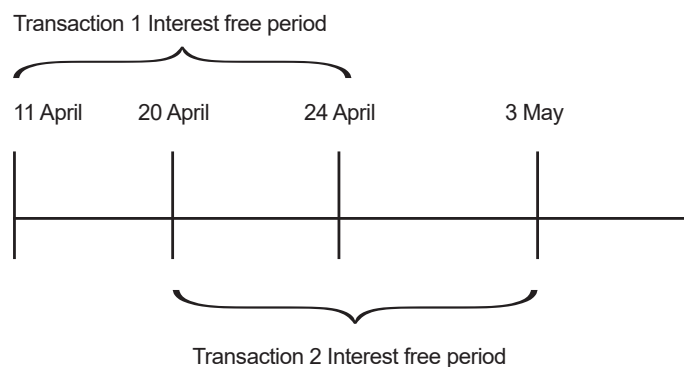 Transaction 1 Interest free period
11 April 20 April 24 April 3 May
Transaction 2 Interest free period